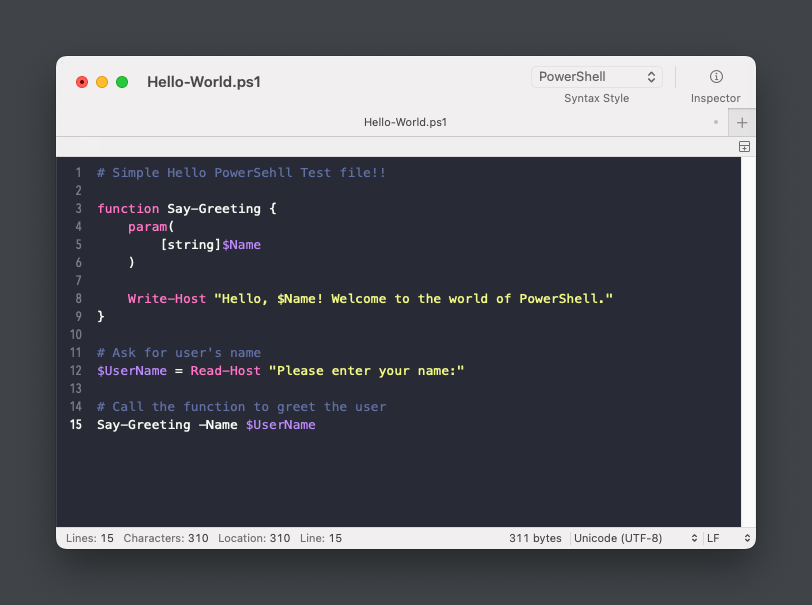 Hello-World.ps1
PowerShell
Syntax Style
Inspector
Hello-World.ps1
1 # Simple Hello PowerSehll Test file!!
2
3 function Say-Greeting {
4     param(
5         [string]$Name
6     )
7
8     Write-Host "Hello, $Name! Welcome to the world of PowerShell."
9 }
10
11 # Ask for user's name
12 $UserName = Read-Host "Please enter your name:"
13
14 # Call the function to greet the user
15 Say-Greeting -Name $UserName
Lines: 15 Characters: 310 Location: 310 Line: 15 311 bytes Unicode (UTF-8) LF